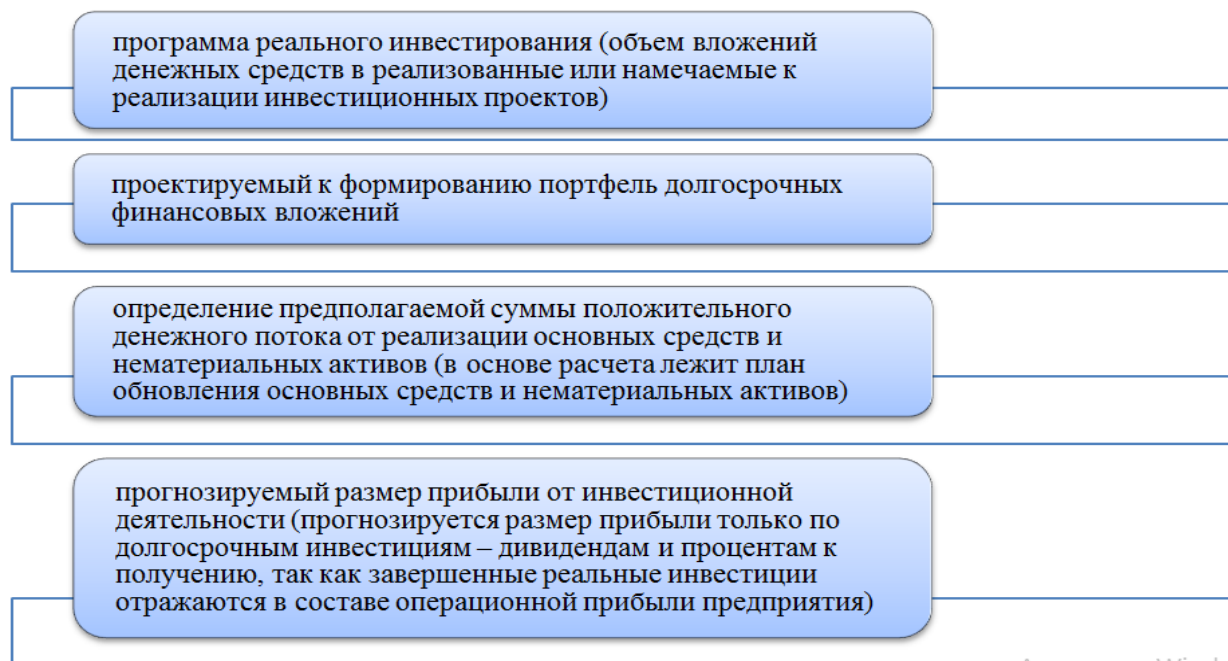 программа реального инвестирования (объем вложений
денежных средств в реализованные или намечаемые к
реализации инвестиционных проектов)
проектируемый к формированию портфель долгосрочных
финансовых вложений
определение предполагаемой суммы положительного
денежного потока от реализации основных средств и
нематериальных активов (в основе расчета лежит план
обновления основных средств и нематериальных активов)
прогнозируемый размер прибыли от инвестиционной
деятельности (прогнозируется размер прибыли только по
долгосрочным инвестициям – дивидендам и процентам к
получению, так как завершенные реальные инвестиции
отражаются в составе операционной прибыли предприятия)